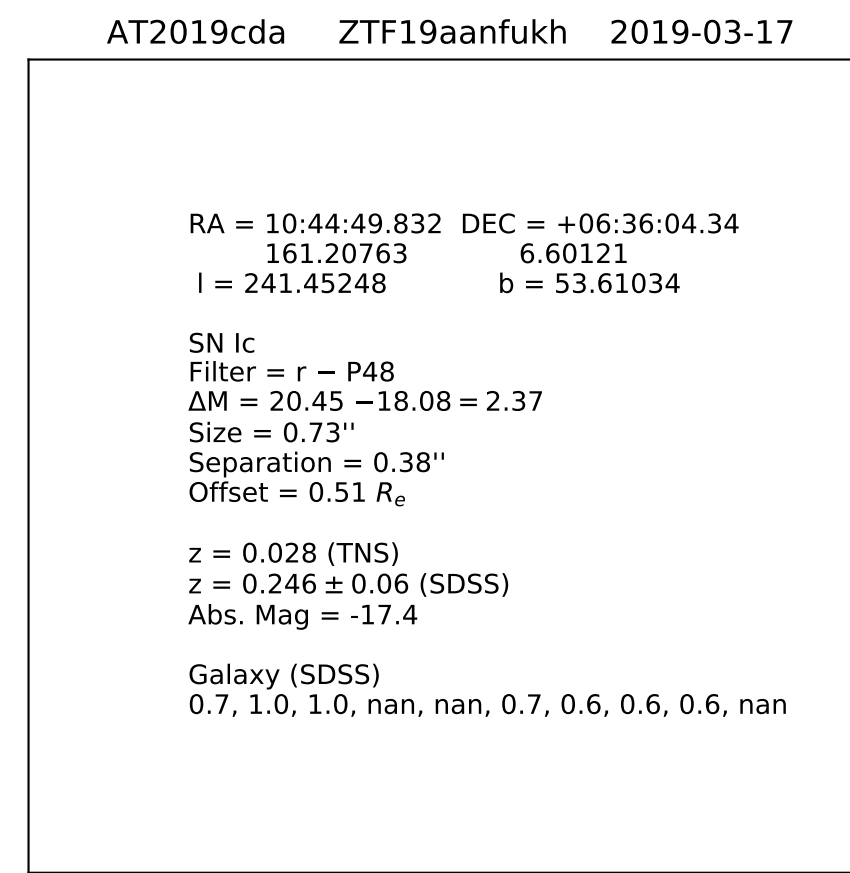 AT2019cda ZTF19aanfukh 2019-03-17
RA = 10:44:49.832 DEC = +06:36:04.34
161.20763 6.60121
l = 241.45248 b = 53.61034
SN Ic
Filter = r − P48
ΔM = 20.45 −18.08 = 2.37
Size = 0.73''
Separation = 0.38''
Offset = 0.51 Rₑ
z = 0.028 (TNS)
z = 0.246 ± 0.06 (SDSS)
Abs. Mag = -17.4
Galaxy (SDSS)
0.7, 1.0, 1.0, nan, nan, 0.7, 0.6, 0.6, 0.6, nan